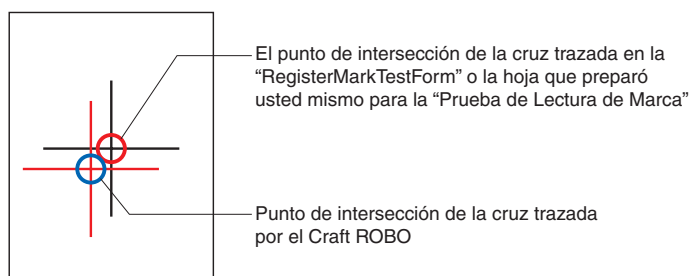 El punto de intersección de la cruz trazada en la
“RegisterMarkTestForm” o la hoja que preparó
usted mismo para la “Prueba de Lectura de Marca”
Punto de intersección de la cruz trazada
por el Craft ROBO